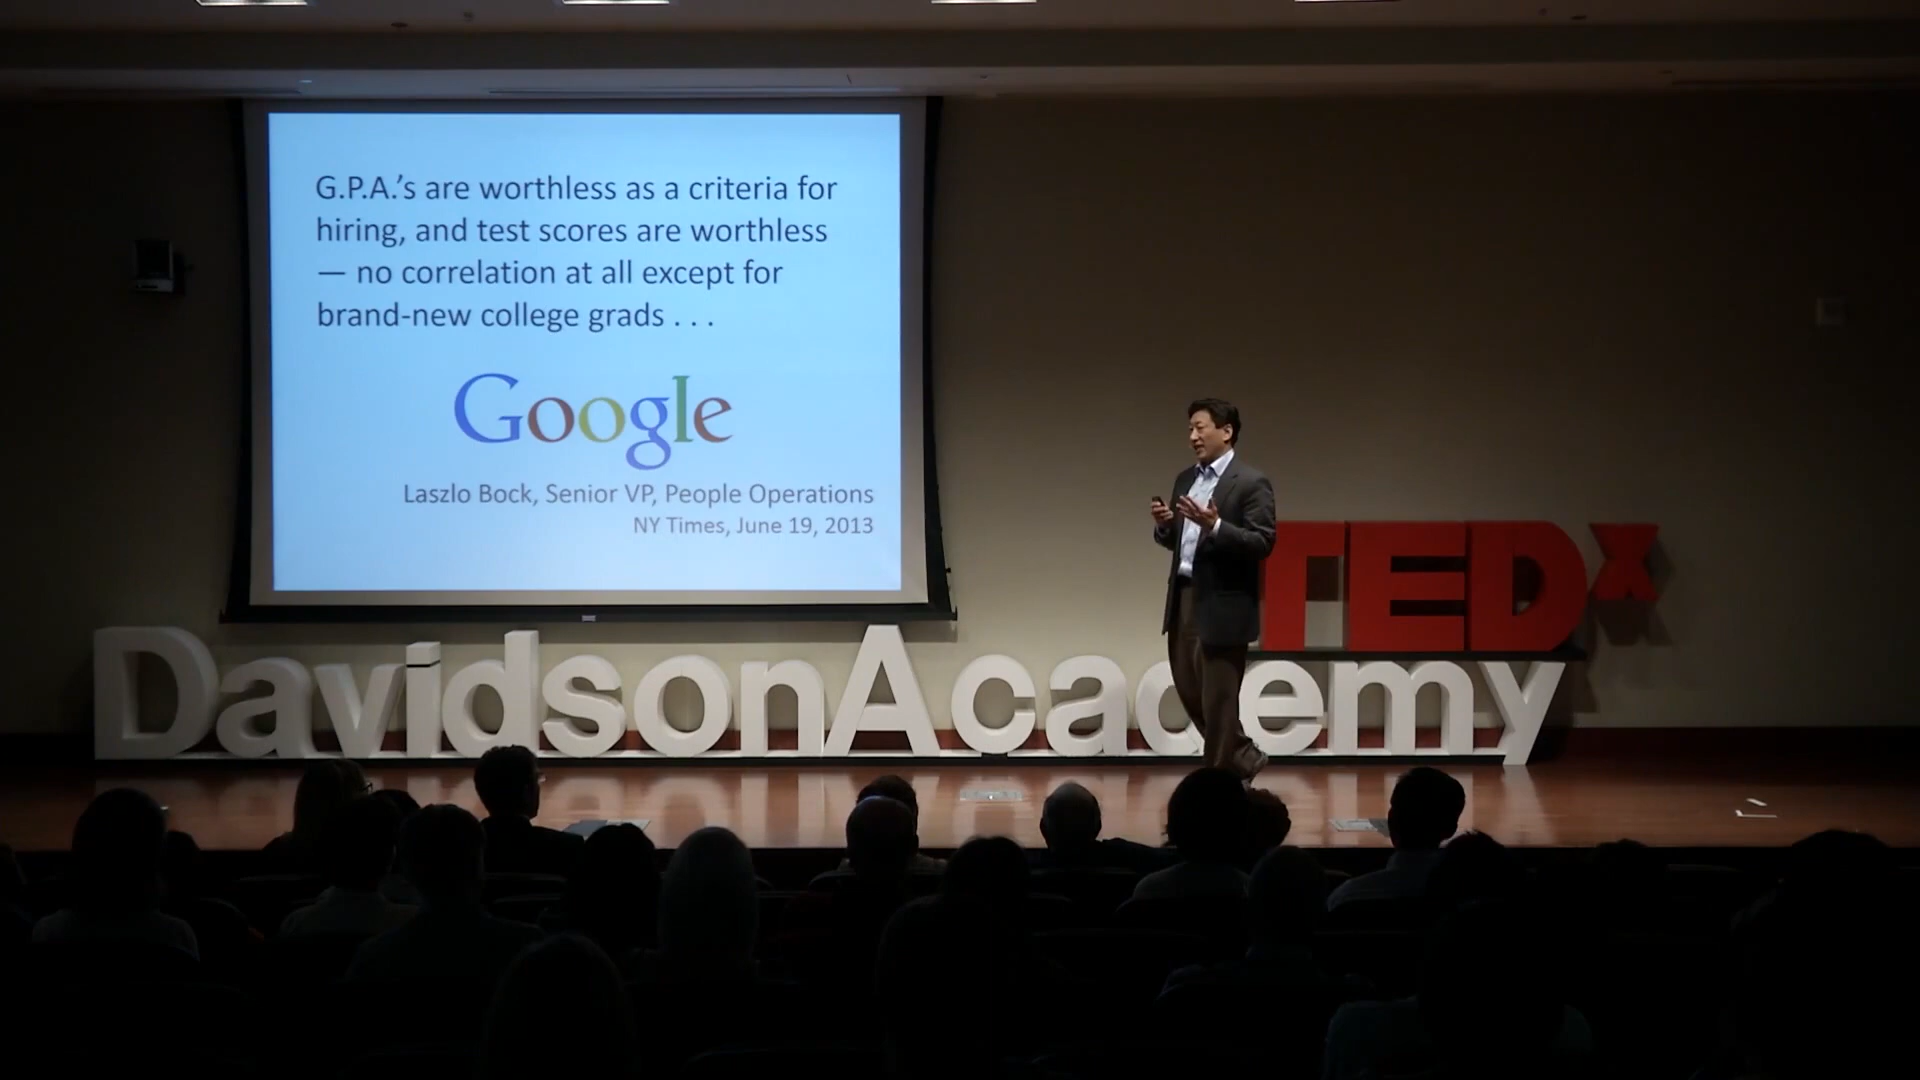 G.P.A.’s are worthless as a criteria for
hiring, and test scores are worthless
— no correlation at all except for
brand-new college grads . . .
Google
Laszlo Bock, Senior VP, People Operations
NY Times, June 19, 2013
TEDx
DavidsonAcademy